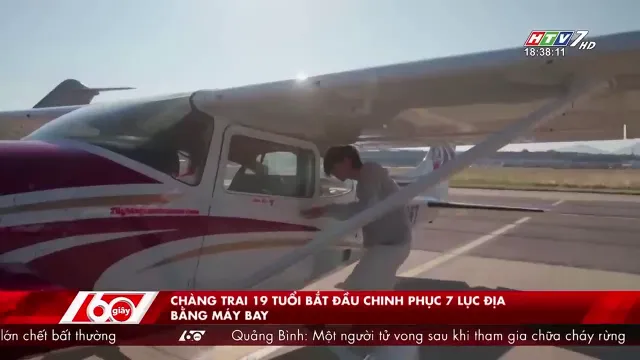 HTV7 HD
18:38:11
60 giây
CHÀNG TRAI 19 TUỔI BẮT ĐẦU CHINH PHỤC 7 LỤC ĐỊA
BẰNG MÁY BAY
lớn chết bất thường
Quảng Bình: Một người tử vong sau khi tham gia chữa cháy rừng